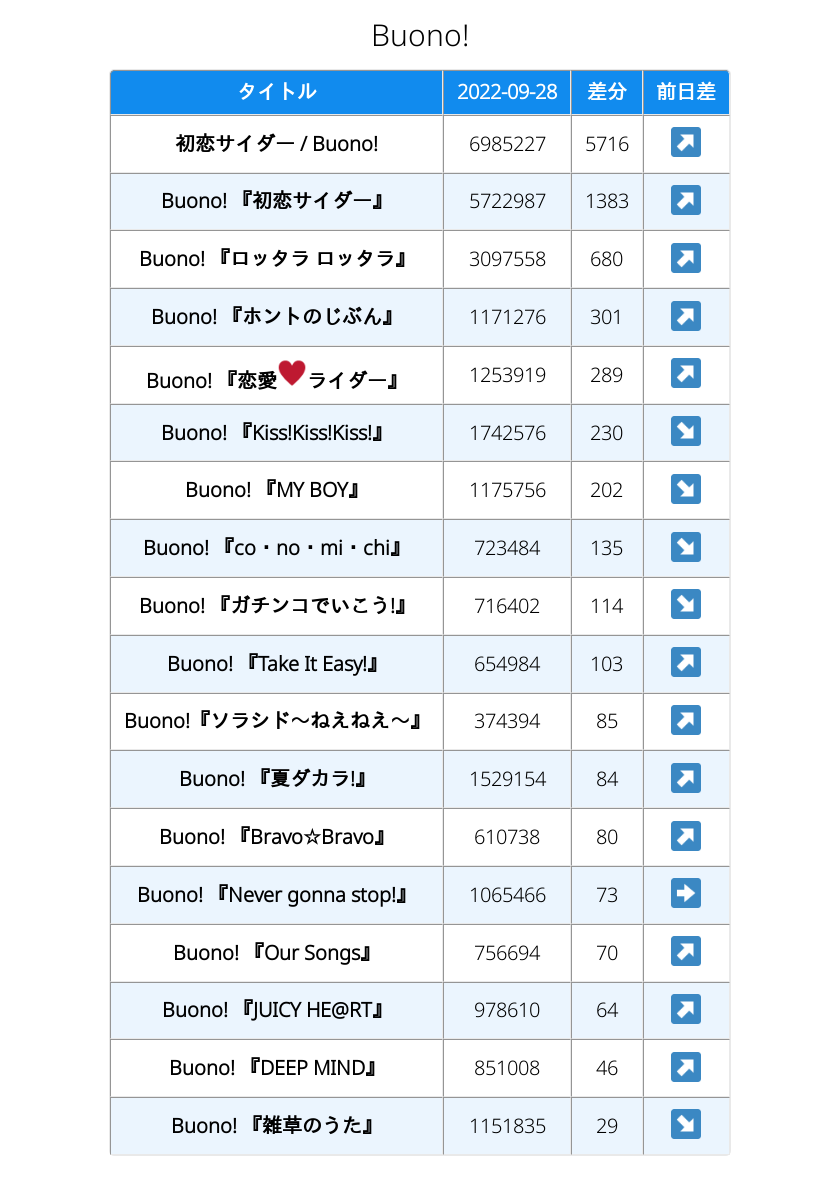 Buono!
タイトル 2022-09-28 差分 前日差
初恋サイダー / Buono! 6985227 5716 ↗
Buono! 『初恋サイダー』 5722987 1383 ↗
Buono! 『ロッタラ ロッタラ』 3097558 680 ↗
Buono! 『ホントのじぶん』 1171276 301 ↗
Buono! 『恋愛♥ライダー』 1253919 289 ↗
Buono! 『Kiss!Kiss!Kiss!』 1742576 230 ↘
Buono! 『MY BOY』 1175756 202 ↘
Buono! 『co・no・mi・chi』 723484 135 ↘
Buono! 『ガチンコでいこう!』 716402 114 ↘
Buono! 『Take It Easy!』 654984 103 ↗
Buono!『ソラシド～ねえねえ～』 374394 85 ↗
Buono! 『夏ダカラ!』 1529154 84 ↗
Buono! 『Bravo☆Bravo』 610738 80 ↗
Buono! 『Never gonna stop!』 1065466 73 ➡
Buono! 『Our Songs』 756694 70 ↗
Buono! 『JUICY HE@RT』 978610 64 ↗
Buono! 『DEEP MIND』 851008 46 ↗
Buono! 『雑草のうた』 1151835 29 ↘